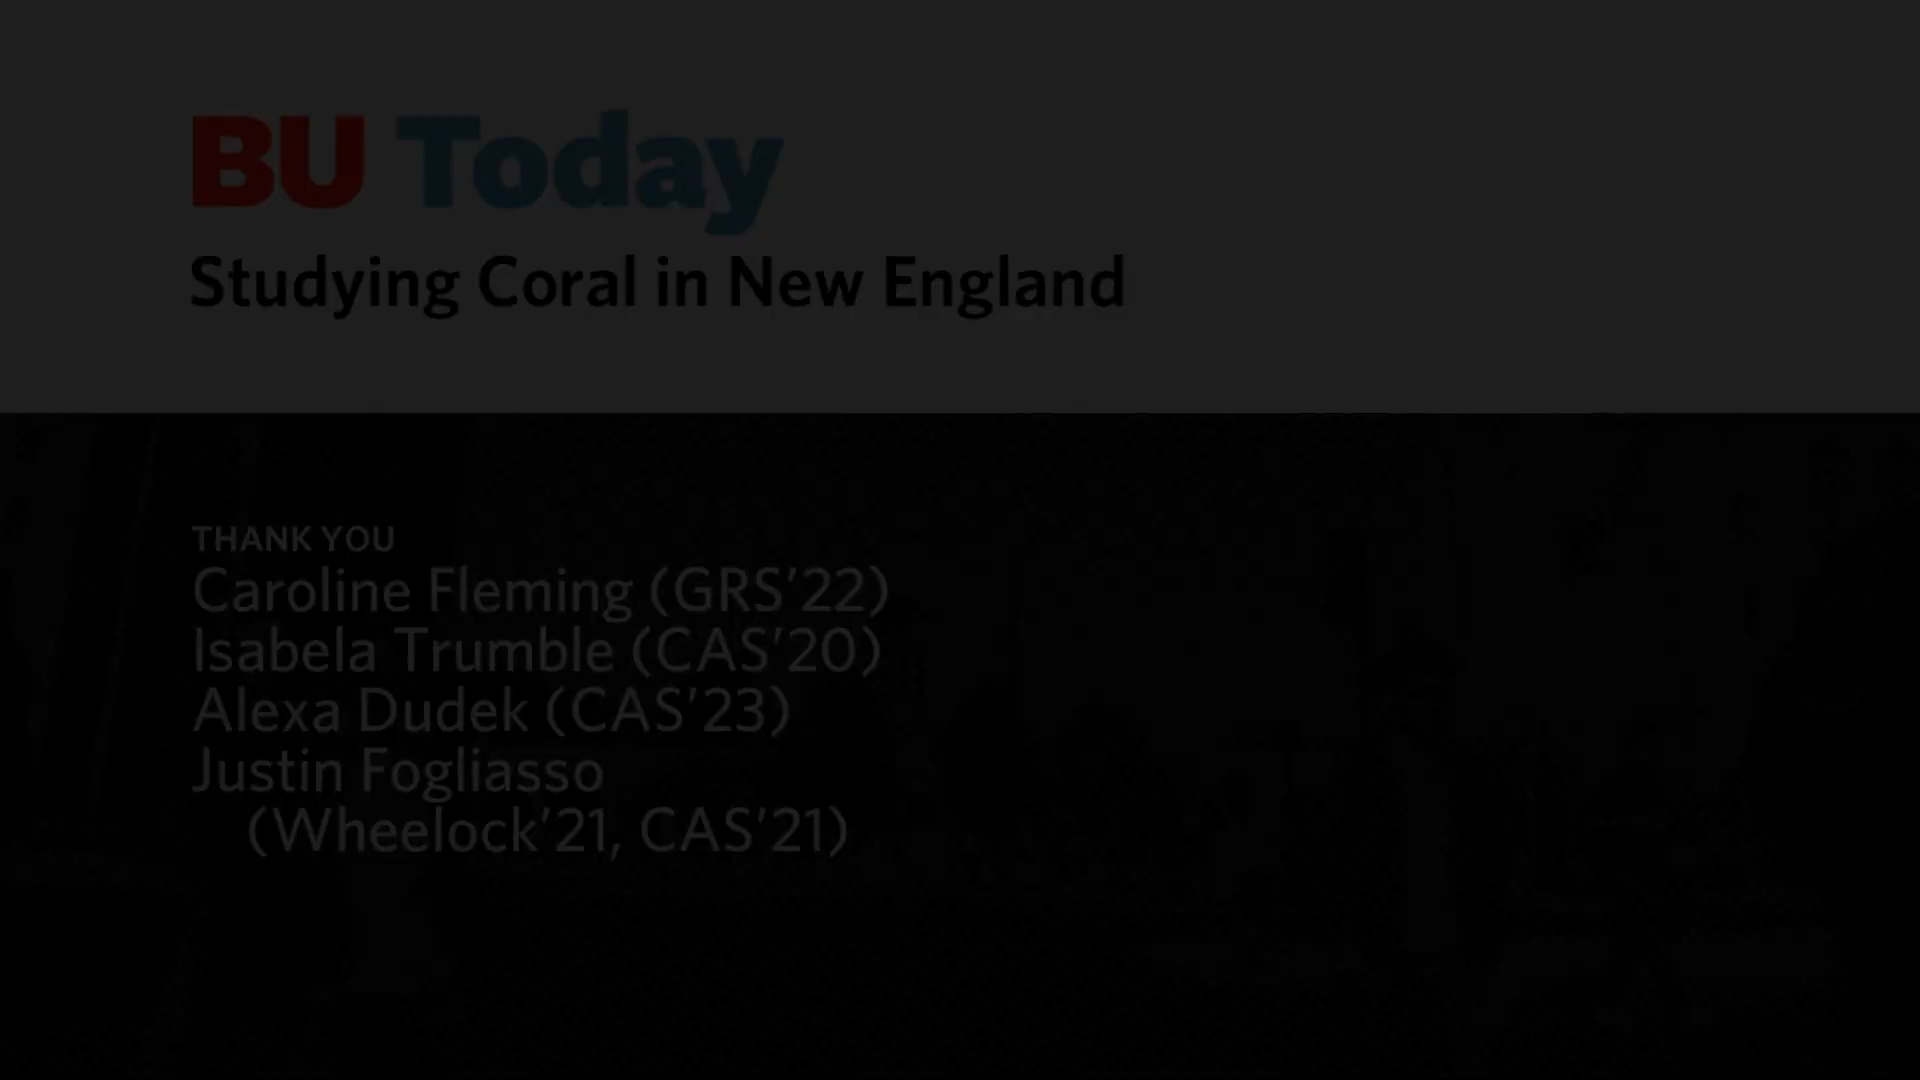 BU Today
Studying Coral in New England
THANK YOU
Caroline Fleming (GRS’22)
Isabela Trumble (CAS’20)
Alexa Dudek (CAS’23)
Justin Fogliasso
(Wheelock’21, CAS’21)